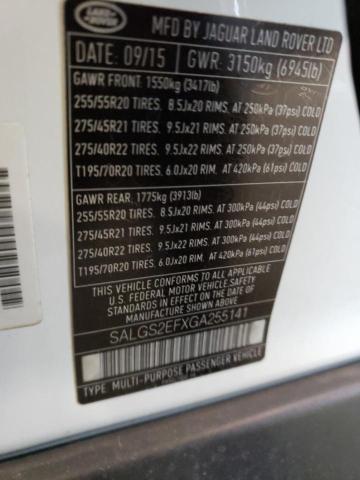 LAND ROVER
MFD BY JAGUAR LAND ROVER LTD
DATE: 09/15 GWR: 3150kg (6945lb)
GAWR FRONT: 1550kg (3417lb)
255/55R20 TIRES. 8.5Jx20 RIMS. AT 250kPa (37psi) COLD
275/45R21 TIRES. 9.5Jx21 RIMS. AT 250kPa (37psi) COLD
275/40R22 TIRES. 9.5Jx22 RIMS. AT 250kPa (37psi) COLD
T195/70R20 TIRES. 6.0Jx20 RIM. AT 420kPa (61psi) COLD
GAWR REAR: 1775kg (3913lb)
255/55R20 TIRES. 8.5Jx20 RIMS. AT 300kPa (44psi) COLD
275/45R21 TIRES. 9.5Jx21 RIMS. AT 300kPa (44psi) COLD
275/40R22 TIRES. 9.5Jx22 RIMS. AT 300kPa (44psi) COLD
T195/70R20 TIRES. 6.0Jx20 RIM. AT 420kPa (61psi) COLD
THIS VEHICLE CONFORMS TO ALL APPLICABLE
U.S. FEDERAL MOTOR VEHICLE SAFETY
STANDARDS IN EFFECT ON THE DATE OF
MANUFACTURE SHOWN ABOVE.
SALGS2EFXGA255141
TYPE: MULTI-PURPOSE PASSENGER VEHICLE